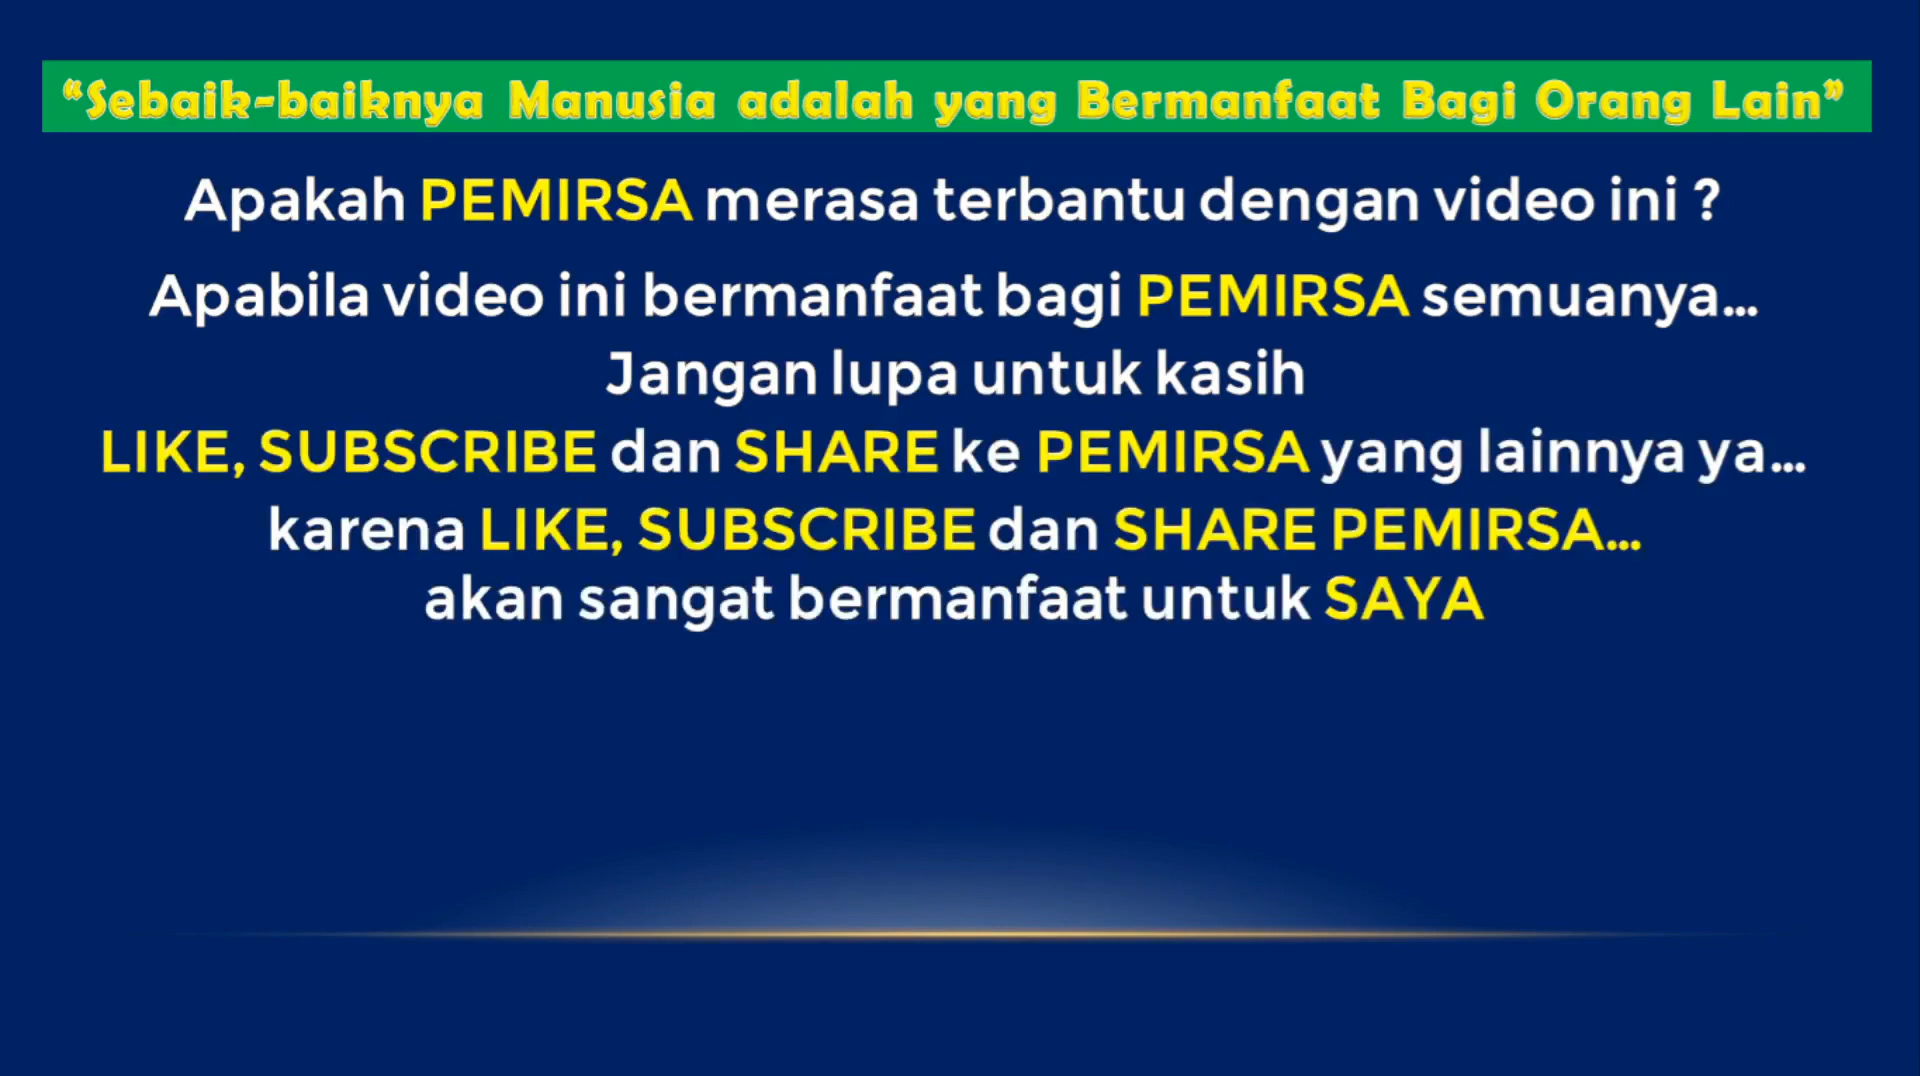 “Sebaik-baiknya Manusia adalah yang Bermanfaat Bagi Orang Lain”
Apakah PEMIRSA merasa terbantu dengan video ini ?
Apabila video ini bermanfaat bagi PEMIRSA semuanya...
Jangan lupa untuk kasih
LIKE, SUBSCRIBE dan SHARE ke PEMIRSA yang lainnya ya...
karena LIKE, SUBSCRIBE dan SHARE PEMIRSA...
akan sangat bermanfaat untuk SAYA